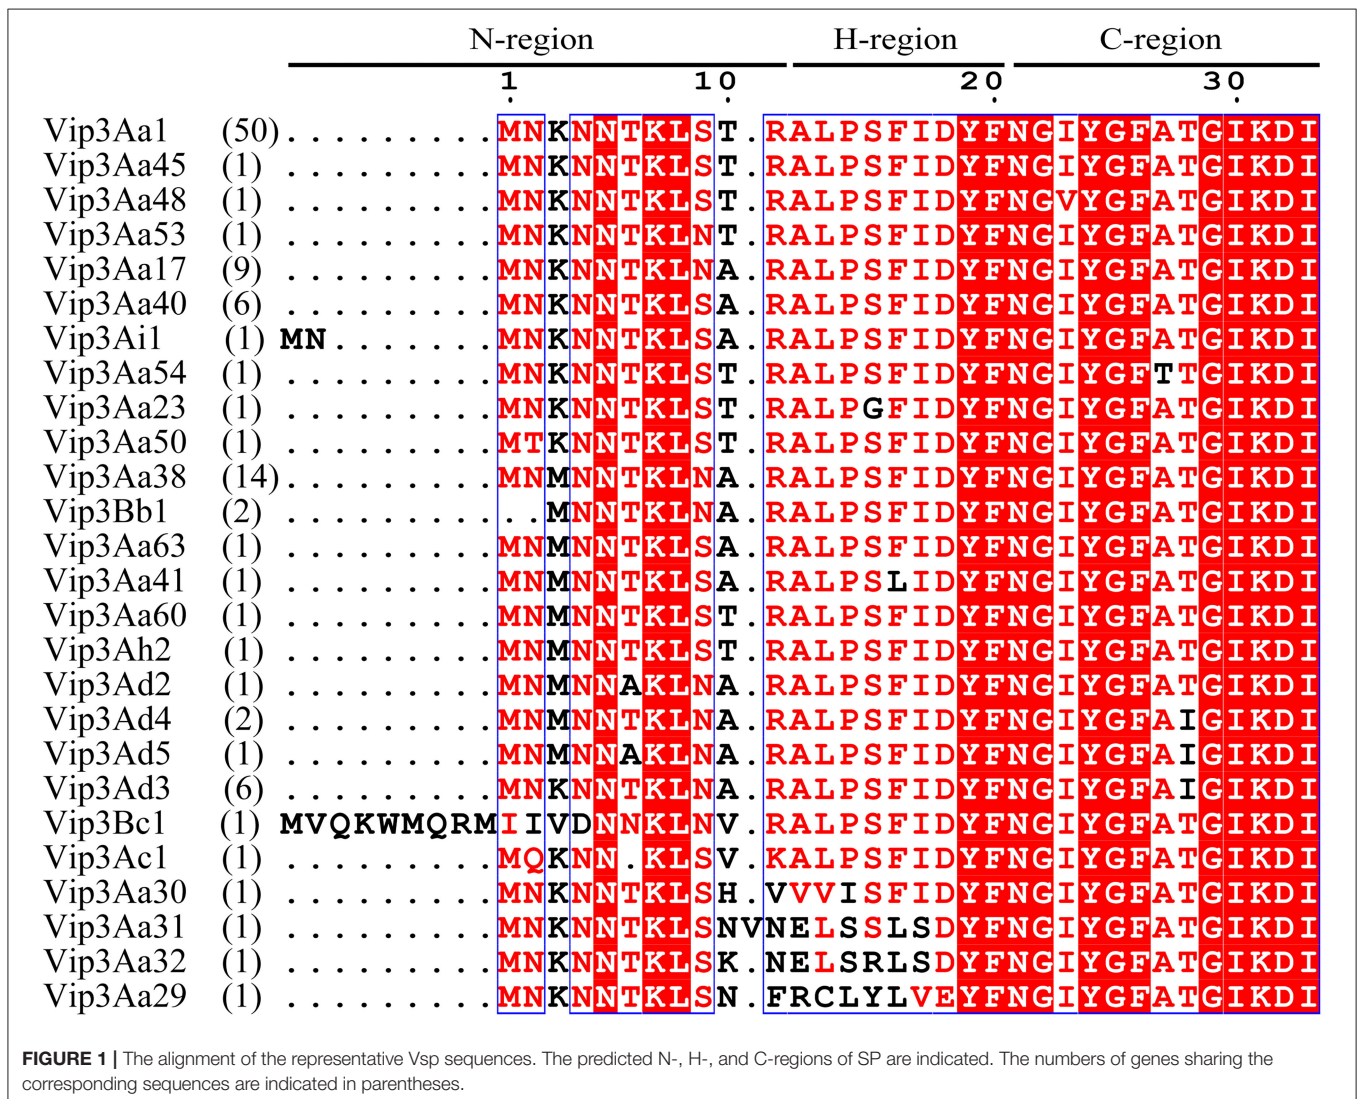 N-region H-region C-region
1 10 20 30
Vip3Aa1 (50) .........MNKNNTKLST.RALPSFIDYFNGIYGFATGIKDI
Vip3Aa45 (1) .........MNKNNTKLST.RALPSFIDYFNGIYGFATGIKDI
Vip3Aa48 (1) .........MNKNNTKLST.RALPSFIDYFNGVYGFATGIKDI
Vip3Aa53 (1) .........MNKNNTKLNT.RALPSFIDYFNGIYGFATGIKDI
Vip3Aa17 (9) .........MNKNNTKLNA.RALPSFIDYFNGIYGFATGIKDI
Vip3Aa40 (6) .........MNKNNTKLSA.RALPSFIDYFNGIYGFATGIKDI
Vip3Ai1 (1) MN.......MNKNNTKLSA.RALPSFIDYFNGIYGFATGIKDI
Vip3Aa54 (1) .........MNKNNTKLST.RALPSFIDYFNGIYGFTTGIKDI
Vip3Aa23 (1) .........MNKNNTKLST.RALPGFIDYFNGIYGFATGIKDI
Vip3Aa50 (1) .........MTKNNTKLST.RALPSFIDYFNGIYGFATGIKDI
Vip3Aa38 (14) .........MNMNNTKLNA.RALPSFIDYFNGIYGFATGIKDI
Vip3Bb1 (2) ...........MNNTKLNA.RALPSFIDYFNGIYGFATGIKDI
Vip3Aa63 (1) .........MNMNNTKLSA.RALPSFIDYFNGIYGFATGIKDI
Vip3Aa41 (1) .........MNMNNTKLSA.RALPSLIDYFNGIYGFATGIKDI
Vip3Aa60 (1) .........MNMNNTKLST.RALPSFIDYFNGIYGFATGIKDI
Vip3Ah2 (1) .........MNMNNTKLST.RALPSFIDYFNGIYGFATGIKDI
Vip3Ad2 (1) .........MNMNNAKLNA.RALPSFIDYFNGIYGFATGIKDI
Vip3Ad4 (2) .........MNMNNTKLNA.RALPSFIDYFNGIYGFAIGIKDI
Vip3Ad5 (1) .........MNMNNAKLNA.RALPSFIDYFNGIYGFAIGIKDI
Vip3Ad3 (6) .........MNKNNTKLNA.RALPSFIDYFNGIYGFAIGIKDI
Vip3Bc1 (1) MVQKWMQRMIIVDNNKLNV.RALPSFIDYFNGIYGFATGIKDI
Vip3Ac1 (1) .........MQKNN.KLSV.KALPSFIDYFNGIYGFATGIKDI
Vip3Aa30 (1) .........MNKNNTKLSH.VVVISFIDYFNGIYGFATGIKDI
Vip3Aa31 (1) .........MNKNNTKLSNVNELSSLSDYFNGIYGFATGIKDI
Vip3Aa32 (1) .........MNKNNTKLSK.NELSRLSDYFNGIYGFATGIKDI
Vip3Aa29 (1) .........MNKNNTKLSN.FRCLYLVEYFNGIYGFATGIKDI
FIGURE 1 | The alignment of the representative Vsp sequences. The predicted N-, H-, and C-regions of SP are indicated. The numbers of genes sharing the
corresponding sequences are indicated in parentheses.